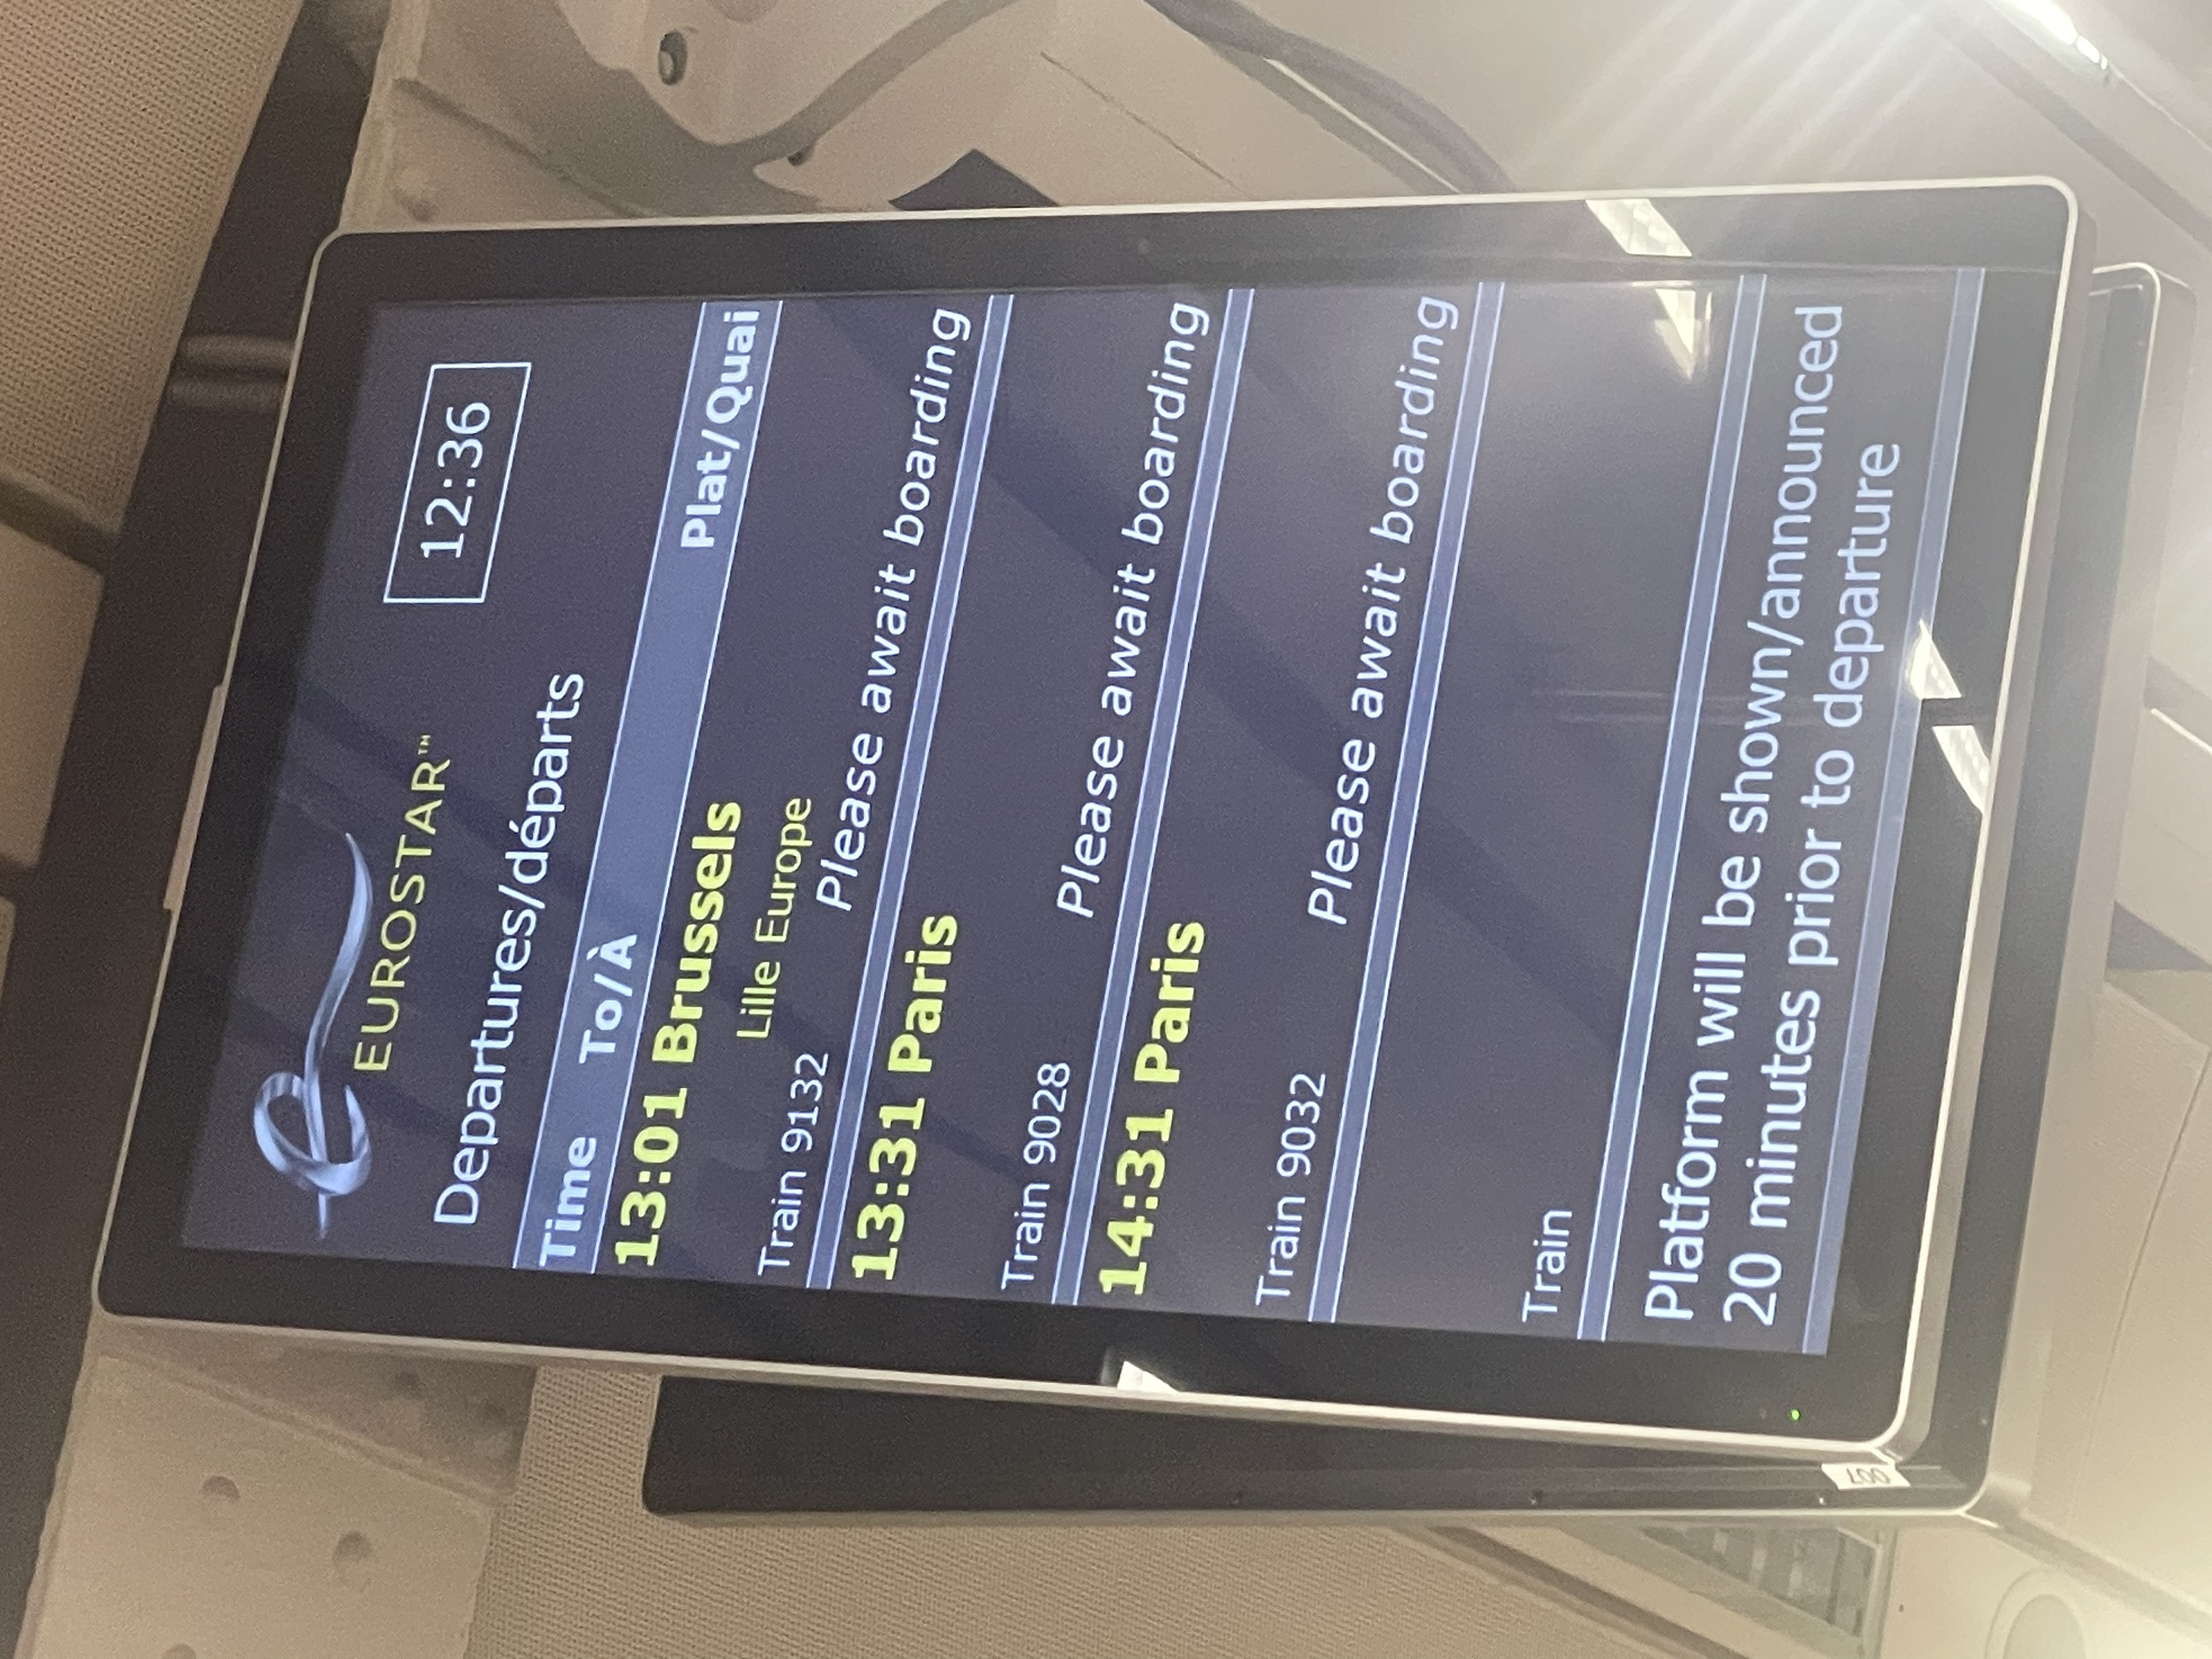 e
EUROSTAR™
12:36
Departures/départs
Time To/À Plat/Quai
13:01 Brussels
Lille Europe
Train 9132 Please await boarding
13:31 Paris
Train 9028 Please await boarding
14:31 Paris
Train 9032 Please await boarding
Train
Platform will be shown/announced
20 minutes prior to departure